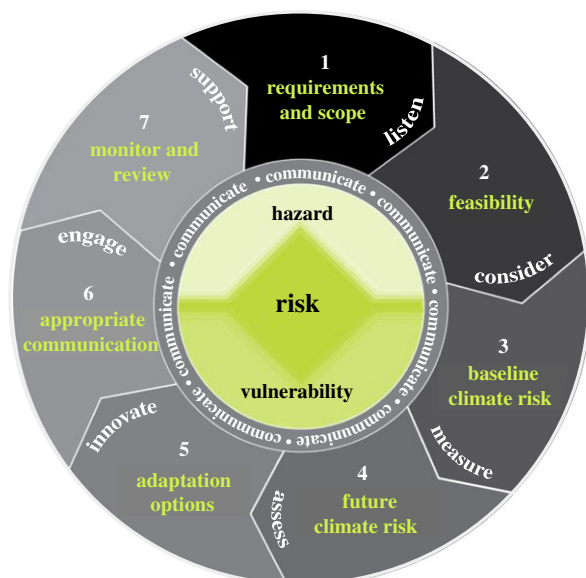 1
requirements
and scope
listen
2
feasibility
consider
3
baseline
climate risk
measure
4
future
climate risk
assess
5
adaptation
options
innovate
6
appropriate
communication
engage
7
monitor and
review
support
communicate • communicate • communicate • communicate • communicate • communicate • communicate • communicate •
hazard
risk
vulnerability